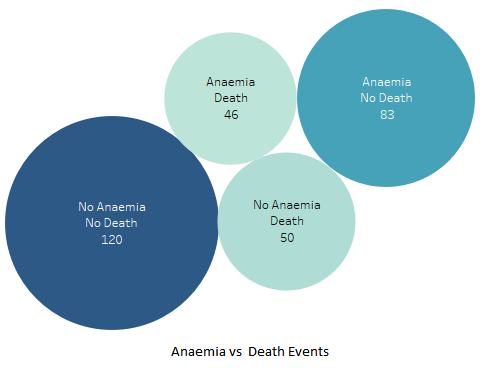 Anaemia
Death
46
Anaemia
No Death
83
No Anaemia
No Death
120
No Anaemia
Death
50
Anaemia vs Death Events